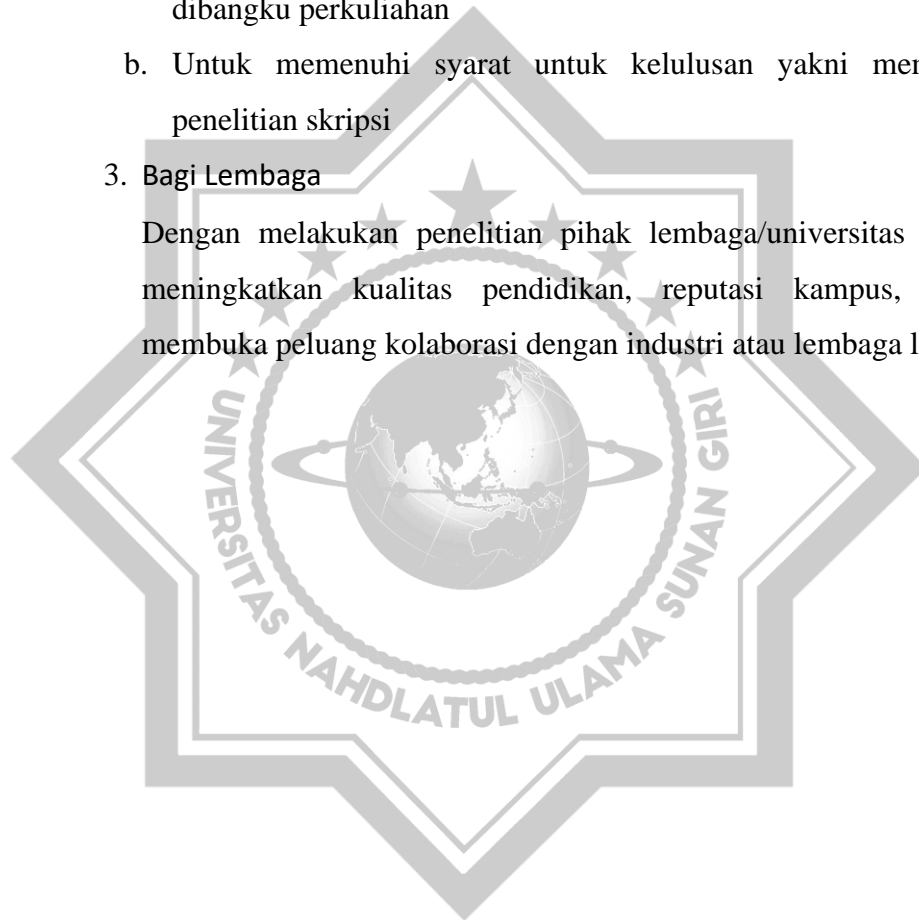 dibangku perkuliahan
b. Untuk memenuhi syarat untuk kelulusan yakni
penelitian skripsi
3. Bagi Lembaga
Dengan melakukan penelitian pihak lembaga/universitas
meningkatkan kualitas pendidikan, reputasi kampus,
membuka peluang kolaborasi dengan industri atau lembaga
UNIVERSITAS NAHDLATUL ULAMA SUNAN GIRI